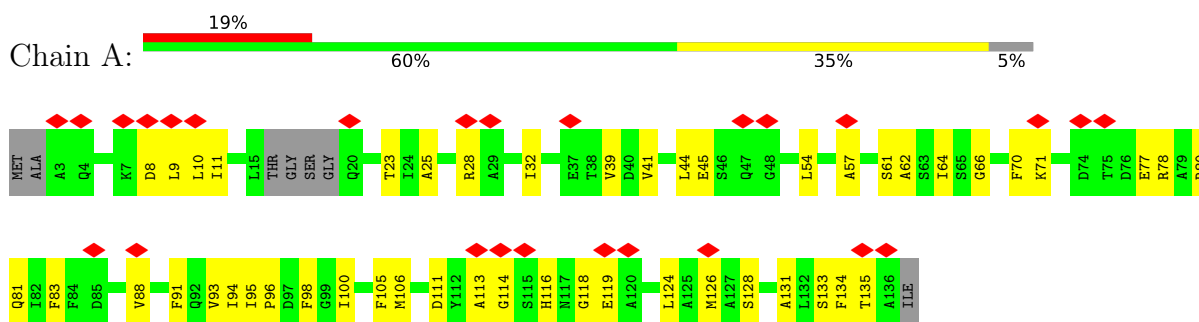 19%
Chain A:
60% 35% 5%
MET ALA A3 Q4 K7 D8 L9 L10 I11 L15 THR GLY SER GLY Q20 T23 I24 A25 R28 A29 I32 E37 T38 V39 D40 V41 L44 E45 S46 Q47 G48 L54 A57 S61 A62 S63 I64 S65 G66 F70 K71 D74 T75 D76 E77 R78 A79
Q81 I82 F83 F84 D85 V88 F91 Q92 V93 I94 I95 P96 D97 F98 G99 I100 F105 M106 D111 Y112 A113 G114 S115 H116 N117 G118 E119 A120 L124 A125 M126 A127 S128 A131 L132 S133 F134 T135 A136 ILE